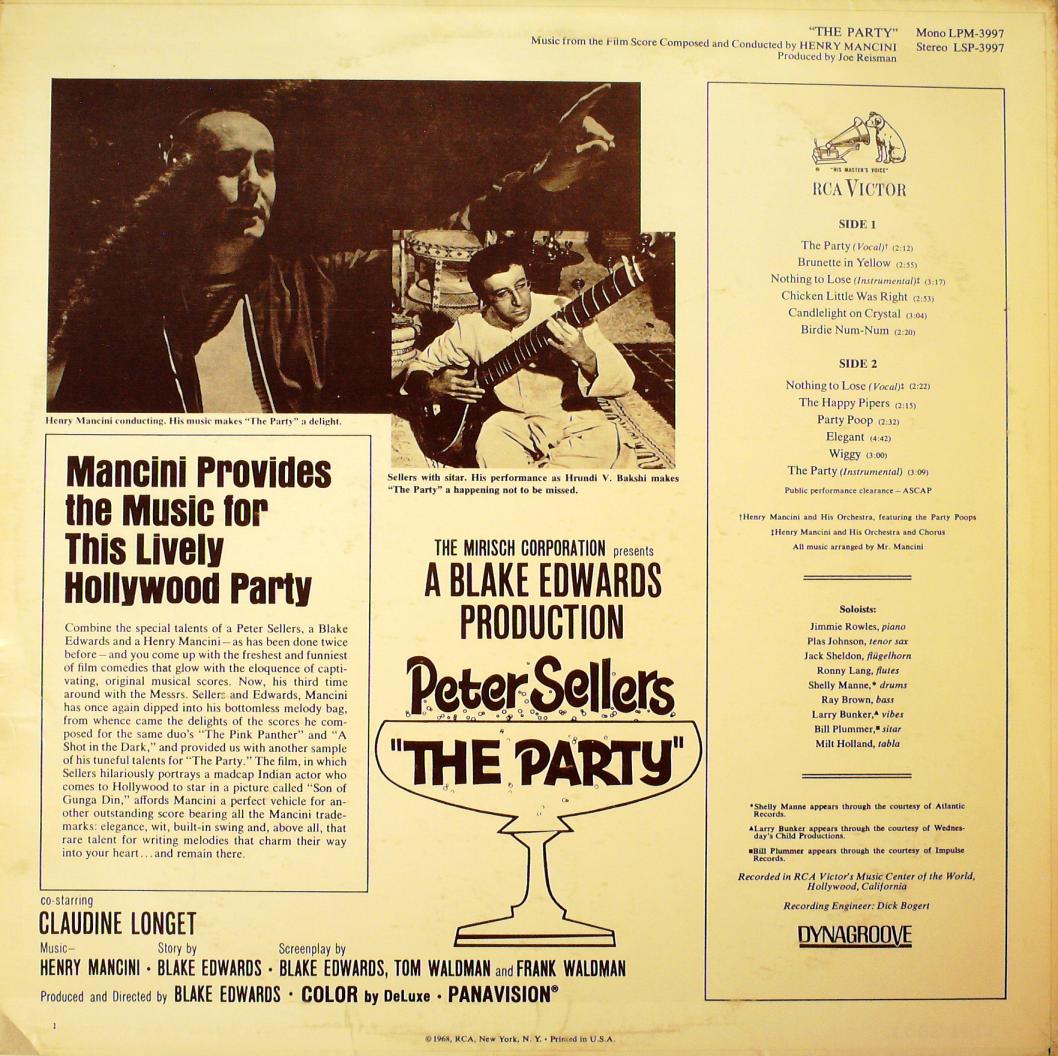 "THE PARTY" Mono LPM-3997
Music from the Film Score Composed and Conducted by HENRY MANCINI Stereo LSP-3997
Produced by Joe Reisman
Henry Mancini conducting. His music makes "The Party" a delight.
Sellers with sitar. His performance as Hrundi V. Bakshi makes
"The Party" a happening not to be missed.
Mancini Provides
the Music for
This Lively
Hollywood Party
Combine the special talents of a Peter Sellers, a Blake
Edwards and a Henry Mancini—as has been done twice
before—and you come up with the freshest and funniest
of film comedies that glow with the eloquence of capti-
vating, original musical scores. Now, his third time
around with the Messrs. Sellers and Edwards, Mancini
has once again dipped into his bottomless melody bag,
from whence came the delights of the scores he com-
posed for the same duo's "The Pink Panther" and "A
Shot in the Dark," and provided us with another sample
of his tuneful talents for "The Party." The film, in which
Sellers hilariously portrays a madcap Indian actor who
comes to Hollywood to star in a picture called "Son of
Gunga Din," affords Mancini a perfect vehicle for an-
other outstanding score bearing all the Mancini trade-
marks: elegance, wit, built-in swing and, above all, that
rare talent for writing melodies that charm their way
into your heart...and remain there.
THE MIRISCH CORPORATION presents
A BLAKE EDWARDS
PRODUCTION
Peter Sellers
"THE PARTY"
co-starring
CLAUDINE LONGET
Music— Story by Screenplay by
HENRY MANCINI • BLAKE EDWARDS • BLAKE EDWARDS, TOM WALDMAN and FRANK WALDMAN
Produced and Directed by BLAKE EDWARDS • COLOR by DeLuxe • PANAVISION®
® "HIS MASTER'S VOICE"
RCA VICTOR
SIDE 1
The Party (Vocal)† (2:12)
Brunette in Yellow (2:55)
Nothing to Lose (Instrumental)‡ (3:17)
Chicken Little Was Right (2:53)
Candlelight on Crystal (3:04)
Birdie Num-Num (2:20)
SIDE 2
Nothing to Lose (Vocal)‡ (2:22)
The Happy Pipers (2:15)
Party Poop (2:32)
Elegant (4:42)
Wiggy (3:00)
The Party (Instrumental) (3:09)
Public performance clearance—ASCAP
†Henry Mancini and His Orchestra, featuring the Party Poops
‡Henry Mancini and His Orchestra and Chorus
All music arranged by Mr. Mancini
Soloists:
Jimmie Rowles, piano
Plas Johnson, tenor sax
Jack Sheldon, flügelhorn
Ronny Lang, flutes
Shelly Manne,* drums
Ray Brown, bass
Larry Bunker,▲ vibes
Bill Plummer,■ sitar
Milt Holland, tabla
*Shelly Manne appears through the courtesy of Atlantic
Records.
▲Larry Bunker appears through the courtesy of Wednes-
day's Child Productions.
■Bill Plummer appears through the courtesy of Impulse
Records.
Recorded in RCA Victor's Music Center of the World,
Hollywood, California
Recording Engineer: Dick Bogert
DYNAGROOVE
1
©1968, RCA, New York, N. Y. • Printed in U.S.A.